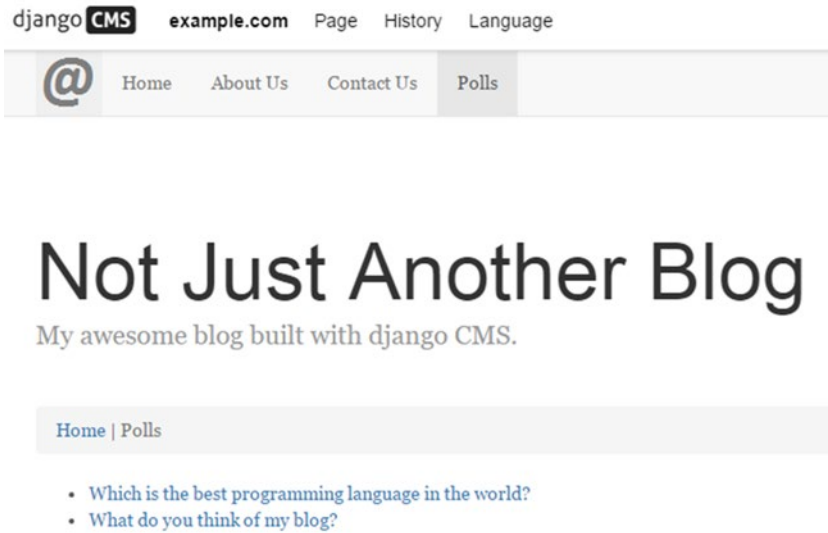 django CMS example.com Page History Language
@ Home About Us Contact Us Polls
Not Just Another Blog
My awesome blog built with django CMS.
Home | Polls
• Which is the best programming language in the world?
• What do you think of my blog?